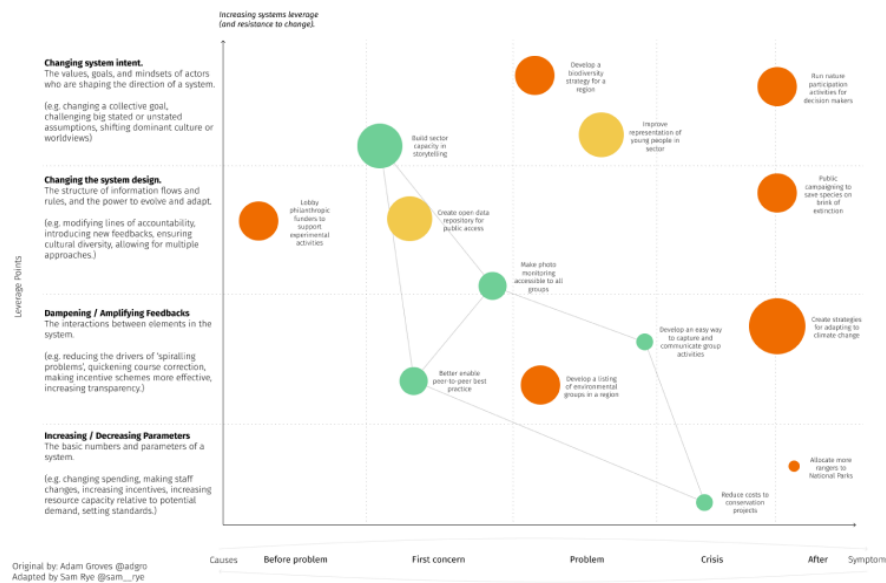 Increasing systems leverage
(and resistance to change).
Changing system intent.
The values, goals, and mindsets of actors
who are shaping the direction of a system.
(e.g. changing a collective goal,
challenging big stated or unstated
assumptions, shifting dominant culture or
worldviews)
Develop a
biodiversity
strategy for a
region
Run nature
participation
activities for
decision makers
Build sector
capacity in
storytelling
Improve
representation of
young people in
sector
Changing the system design.
The structure of information flows and
rules, and the power to evolve and adapt.
(e.g. modifying lines of accountability,
introducing new feedbacks, ensuring
cultural diversity, allowing for multiple
approaches.)
Lobby
philanthropic
funders to
support
experimental
activities
Create open data
repository for
public access
Public
campaigning to
save species on
brink of
extinction
Make photo
monitoring
accessible to all
groups
Leverage Points
Dampening / Amplifying Feedbacks
The interactions between elements in the
system.
(e.g. reducing the drivers of 'spiralling
problems', quickening course correction,
making incentive schemes more effective,
increasing transparency.)
Develop an easy way
to capture and
communicate group
activities
Create strategies
for adapting to
climate change
Better enable
peer-to-peer best
practice
Develop a listing
of environmental
groups in a region
Increasing / Decreasing Parameters
The basic numbers and parameters of a
system.
(e.g. changing spending, making staff
changes, increasing incentives, increasing
resource capacity relative to potential
demand, setting standards.)
Allocate more
rangers to
National Parks
Reduce costs to
conservation
projects
Causes Before problem First concern Problem Crisis After Symptom
Original by: Adam Groves @adgro
Adapted by Sam Rye @sam__rye